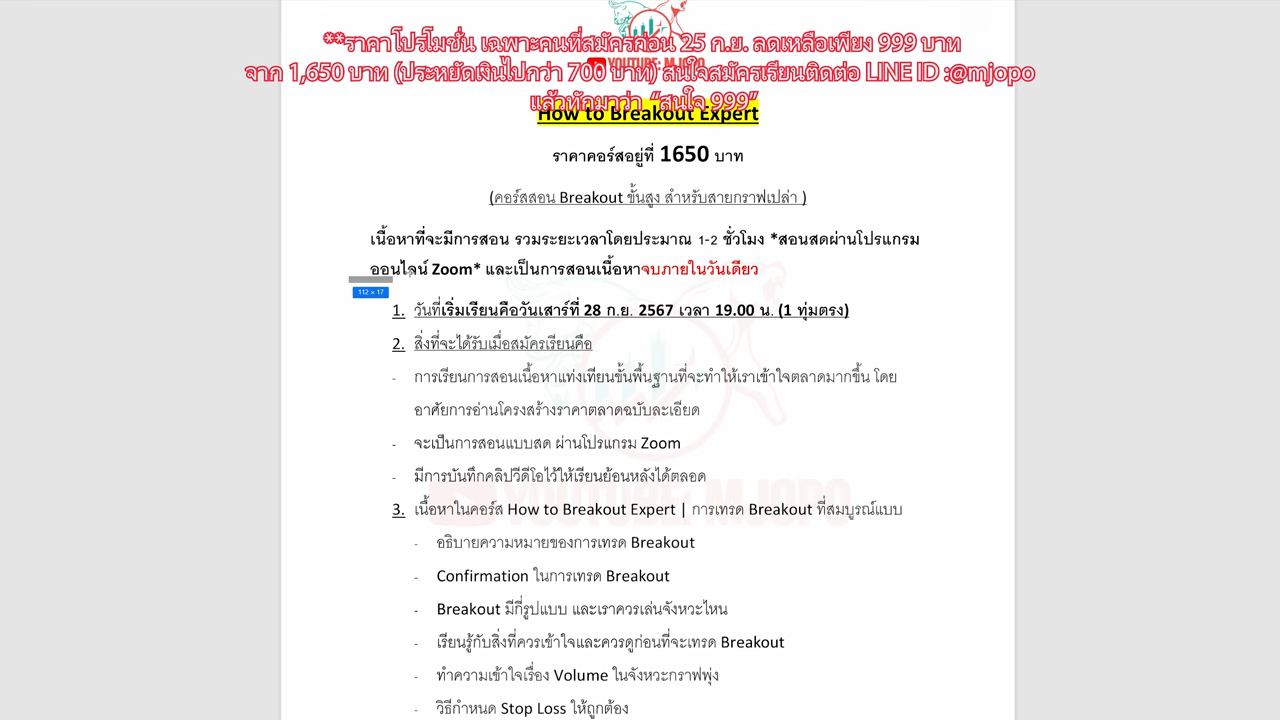 **ราคาโปรโมชั่น เฉพาะคนที่สมัครก่อน 25 ก.ย. ลดเหลือเพียง 999 บาท
YOUTUBE: MJOPO
จาก 1,650 บาท (ประหยัดเงินไปกว่า 700 บาท) สนใจสมัครเรียนติดต่อ LINE ID :@mjopo
แล้วทักมาว่า “สนใจ 999”
How to Breakout Expert
ราคาคอร์สอยู่ที่ 1650 บาท
(คอร์สสอน Breakout ขั้นสูง สำหรับสายกราฟเปล่า )
เนื้อหาที่จะมีการสอน รวมระยะเวลาโดยประมาณ 1-2 ชั่วโมง *สอนสดผ่านโปรแกรม
ออนไลน์ Zoom* และเป็นการสอนเนื้อหาจบภายในวันเดียว
112 × 17
1. วันที่เริ่มเรียนคือวันเสาร์ที่ 28 ก.ย. 2567 เวลา 19.00 น. (1 ทุ่มตรง)
2. สิ่งที่จะได้รับเมื่อสมัครเรียนคือ
- การเรียนการสอนเนื้อหาแท่งเทียนขั้นพื้นฐานที่จะทำให้เราเข้าใจตลาดมากขึ้น โดย
อาศัยการอ่านโครงสร้างราคาตลาดฉบับละเอียด
- จะเป็นการสอนแบบสด ผ่านโปรแกรม Zoom
- มีการบันทึกคลิปวีดีโอไว้ให้เรียนย้อนหลังได้ตลอด
YOUTUBE: MJOPO
3. เนื้อหาในคอร์ส How to Breakout Expert | การเทรด Breakout ที่สมบูรณ์แบบ
- อธิบายความหมายของการเทรด Breakout
- Confirmation ในการเทรด Breakout
- Breakout มีกี่รูปแบบ และเราควรเล่นจังหวะไหน
- เรียนรู้กับสิ่งที่ควรเข้าใจและควรดูก่อนที่จะเทรด Breakout
- ทำความเข้าใจเรื่อง Volume ในจังหวะกราฟพุ่ง
- วิธีกำหนด Stop Loss ให้ถูกต้อง